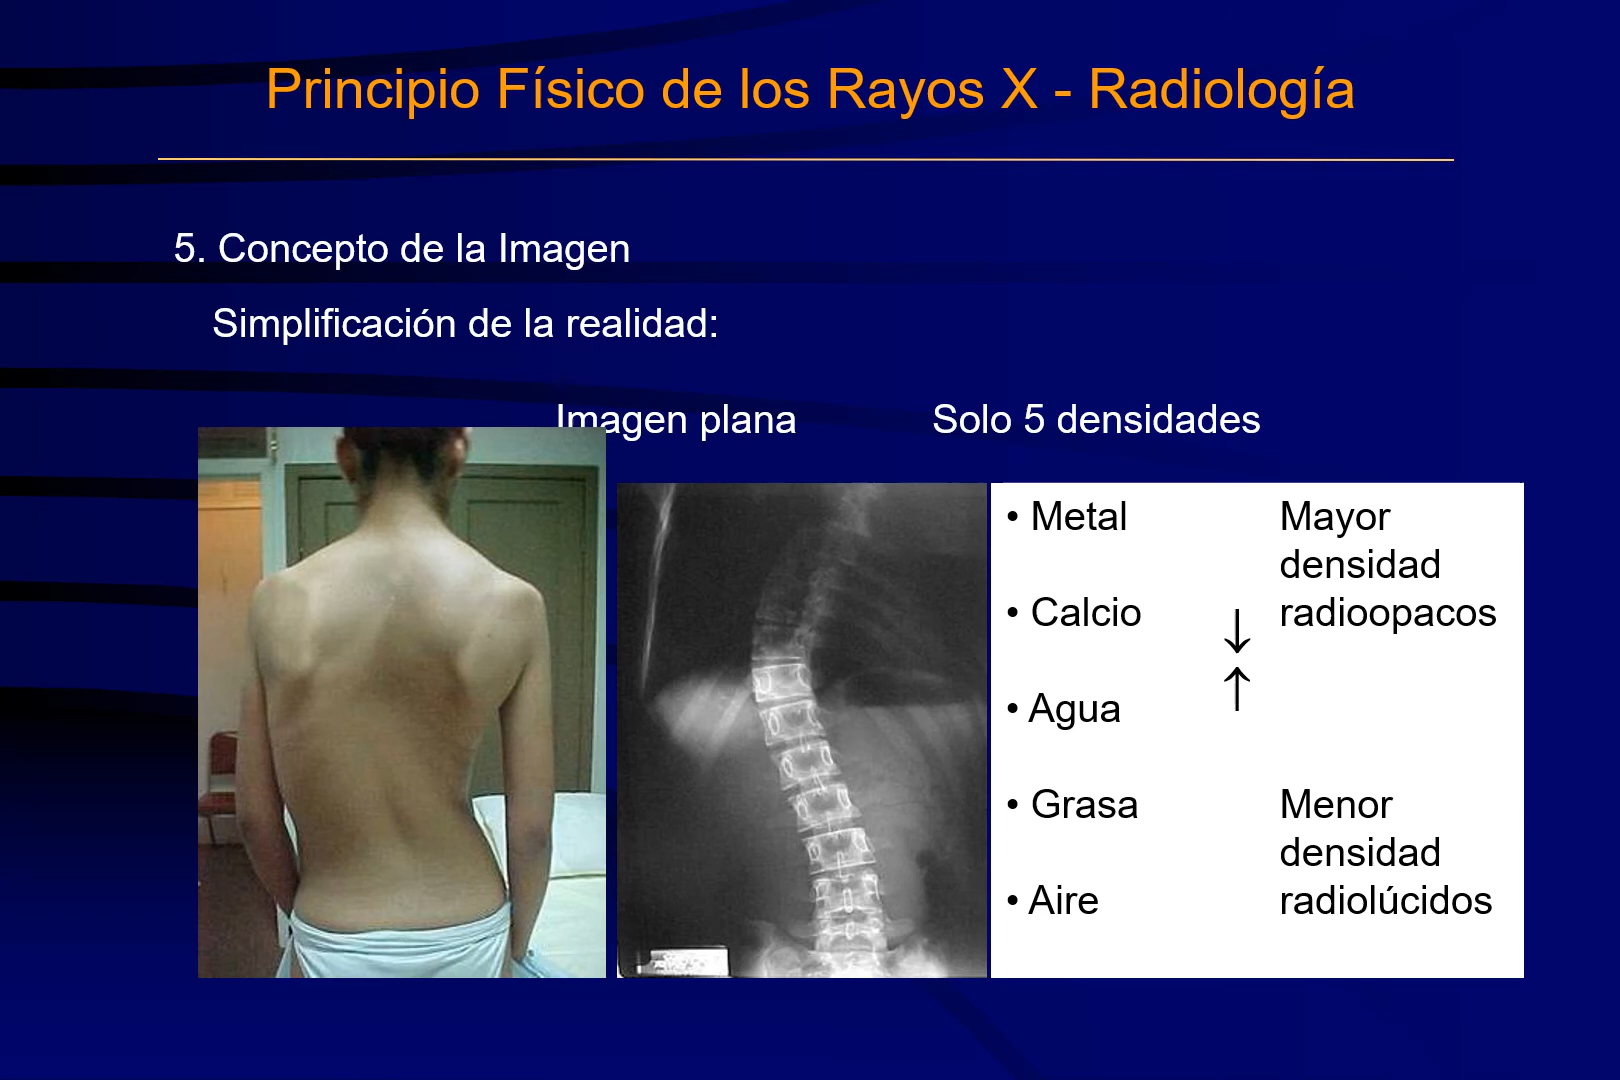 Principio Físico de los Rayos X - Radiología
5. Concepto de la Imagen
Simplificación de la realidad:
Imagen plana
Solo 5 densidades
• Metal
Mayor
densidad
• Calcio
radioopacos
↓
↑
• Agua
• Grasa
Menor
densidad
• Aire
radiolúcidos